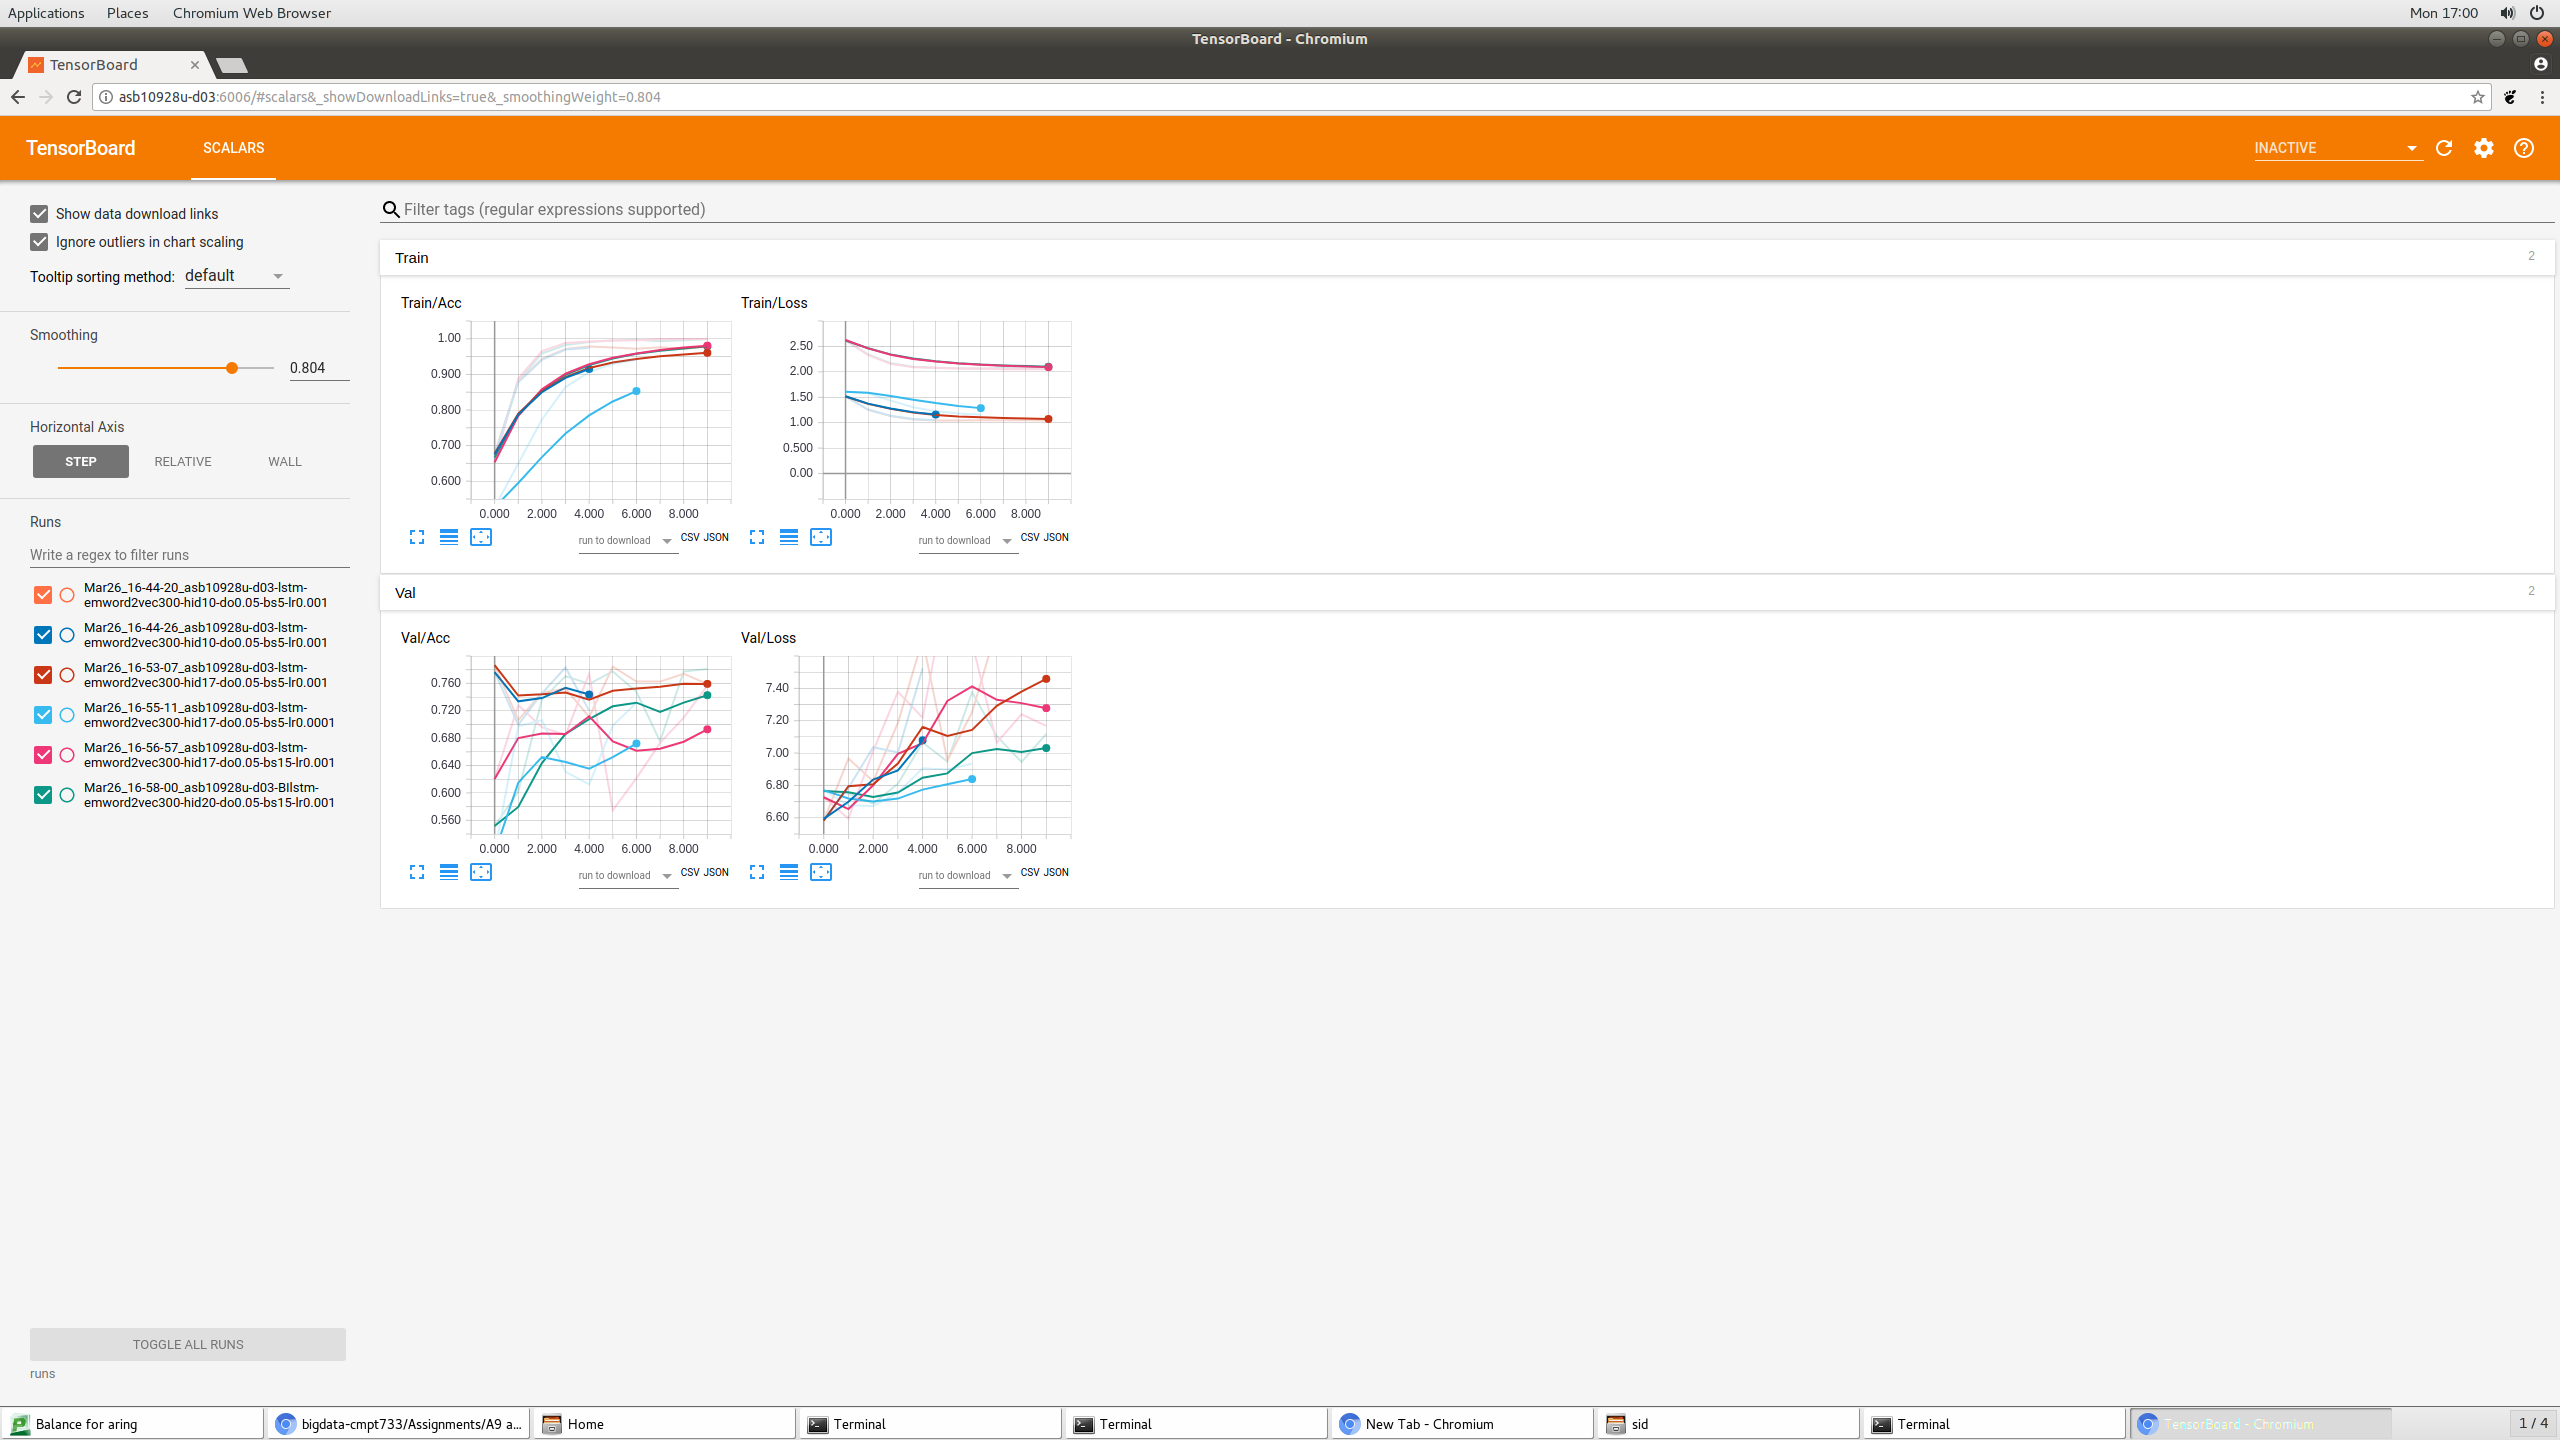 Applications Places Chromium Web Browser Mon 17:00
TensorBoard - Chromium
TensorBoard
asb10928u-d03:6006/#scalars&_showDownloadLinks=true&_smoothingWeight=0.804
TensorBoard SCALARS INACTIVE
Show data download links
Ignore outliers in chart scaling
Tooltip sorting method: default
Smoothing
0.804
Horizontal Axis
STEP RELATIVE WALL
Runs
Write a regex to filter runs
Mar26_16-44-20_asb10928u-d03-lstm-
emword2vec300-hid10-do0.05-bs5-lr0.001
Mar26_16-44-26_asb10928u-d03-lstm-
emword2vec300-hid10-do0.05-bs5-lr0.001
Mar26_16-53-07_asb10928u-d03-lstm-
emword2vec300-hid17-do0.05-bs5-lr0.001
Mar26_16-55-11_asb10928u-d03-lstm-
emword2vec300-hid17-do0.05-bs5-lr0.0001
Mar26_16-56-57_asb10928u-d03-lstm-
emword2vec300-hid17-do0.05-bs15-lr0.001
Mar26_16-58-00_asb10928u-d03-BIlstm-
emword2vec300-hid20-do0.05-bs15-lr0.001
TOGGLE ALL RUNS
runs
Filter tags (regular expressions supported)
Train 2
Train/Acc
1.00
0.900
0.800
0.700
0.600
0.000 2.000 4.000 6.000 8.000
run to download CSV JSON
Train/Loss
2.50
2.00
1.50
1.00
0.500
0.00
0.000 2.000 4.000 6.000 8.000
run to download CSV JSON
Val 2
Val/Acc
0.760
0.720
0.680
0.640
0.600
0.560
0.000 2.000 4.000 6.000 8.000
run to download CSV JSON
Val/Loss
7.40
7.20
7.00
6.80
6.60
0.000 2.000 4.000 6.000 8.000
run to download CSV JSON
Balance for aring bigdata-cmpt733/Assignments/A9 a... Home Terminal Terminal New Tab - Chromium sid Terminal TensorBoard - Chromium 1 / 4